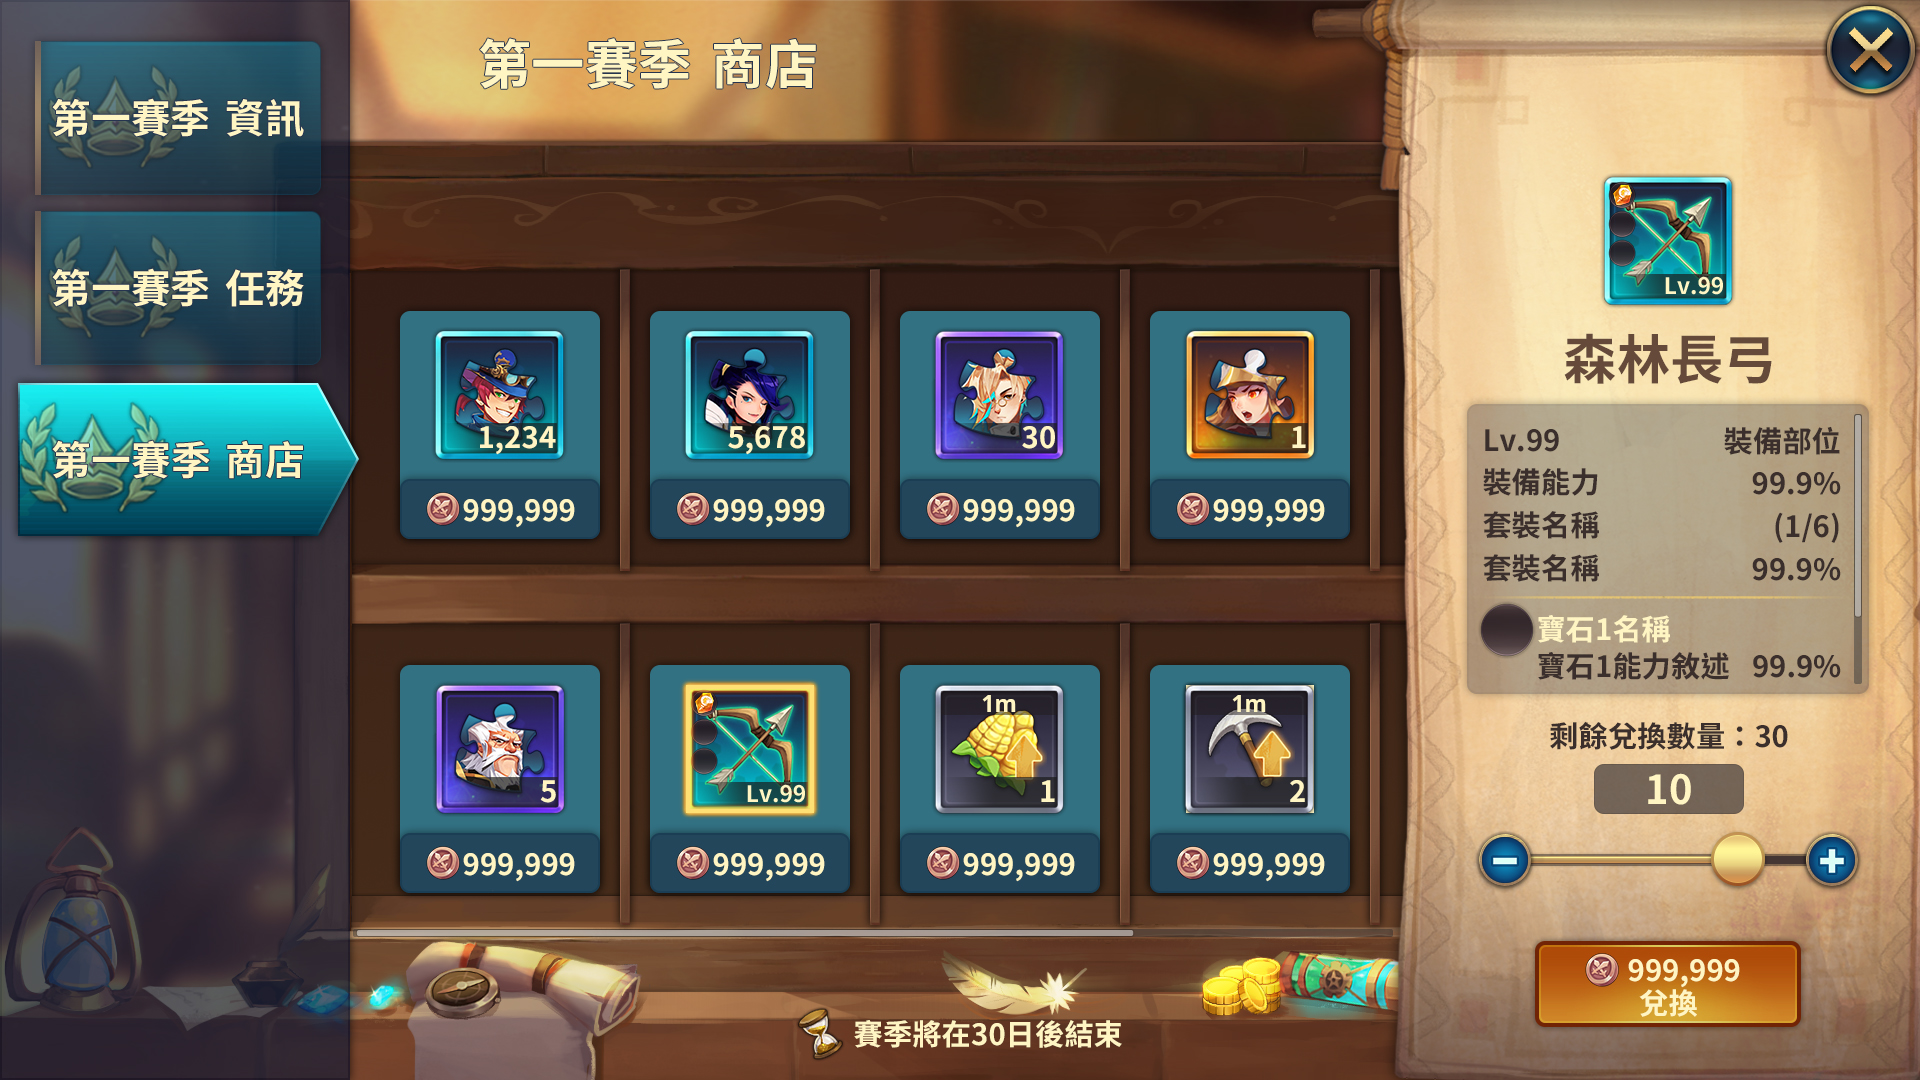 第一賽季 資訊
第一賽季 任務
第一賽季 商店
第一賽季 商店
1,234
5,678
30
1
999,999
999,999
999,999
999,999
5
Lv.99
1m
1
1m
2
999,999
999,999
999,999
999,999
賽季將在30日後結束
Lv.99
森林長弓
Lv.99 裝備部位
裝備能力 99.9%
套裝名稱 (1/6)
套裝名稱 99.9%
寶石1名稱
寶石1能力敘述 99.9%
剩餘兌換數量：30
10
999,999
兌換